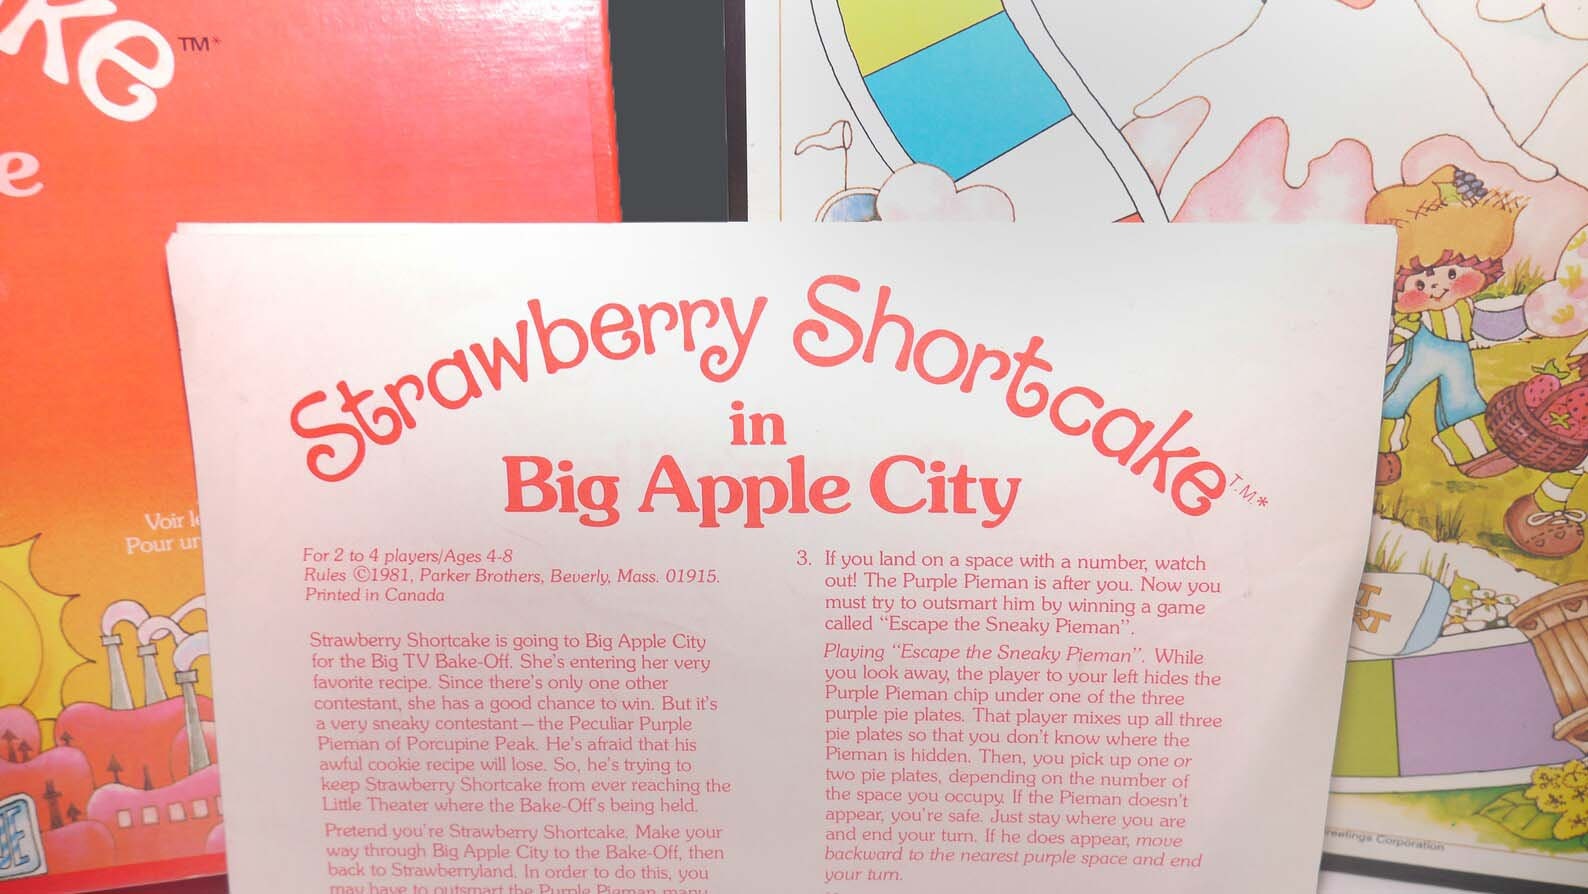 ke TM*
e
Voir
Pour
Strawberry Shortcake T.M.*
in
Big Apple City
For 2 to 4 players/Ages 4-8
Rules ©1981, Parker Brothers, Beverly, Mass. 01915.
Printed in Canada
Strawberry Shortcake is going to Big Apple City
for the Big TV Bake-Off. She's entering her very
favorite recipe. Since there's only one other
contestant, she has a good chance to win. But it's
a very sneaky contestant — the Peculiar Purple
Pieman of Porcupine Peak. He's afraid that his
awful cookie recipe will lose. So, he's trying to
keep Strawberry Shortcake from ever reaching the
Little Theater where the Bake-Off's being held.
Pretend you're Strawberry Shortcake. Make your
way through Big Apple City to the Bake-Off, then
back to Strawberryland. In order to do this, you
may have to outsmart the Purple Pieman many
3. If you land on a space with a number, watch
out! The Purple Pieman is after you. Now you
must try to outsmart him by winning a game
called "Escape the Sneaky Pieman".
Playing "Escape the Sneaky Pieman". While
you look away, the player to your left hides the
Purple Pieman chip under one of the three
purple pie plates. That player mixes up all three
pie plates so that you don't know where the
Pieman is hidden. Then, you pick up one or
two pie plates, depending on the number of
the space you occupy. If the Pieman doesn't
appear, you're safe. Just stay where you are
and end your turn. If he does appear, move
backward to the nearest purple space and end
your turn.
reetings Corporation